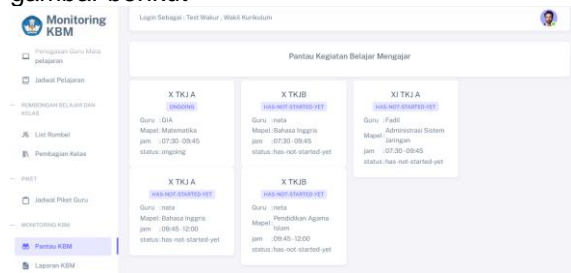 gambar berikut
Monitoring
KBM
Login Sebagai : Test Wakur , Wakil Kurikulum
Penugasan Guru Mata
pelajaran
Jadwal Pelajaran
ROMBONGAN BELAJAR DAN
KELAS
List Rombel
Pembagian Kelas
PIKET
Jadwal Piket Guru
MONITORING KBM
Pantau KBM
Laporan KBM
Pantau Kegiatan Belajar Mengajar
X TKJ A
ONGOING
Guru : GIA
Mapel: Matematika
jam : 07:30 - 09:45
status: ongoing
X TKJB
HAS-NOT-STARTED-YET
Guru : neta
Mapel: Bahasa Inggris
jam : 07:30 - 09:45
status: has-not-started-yet
XI TKJ A
HAS-NOT-STARTED-YET
Guru : Fadil
Mapel: Administrasi Sistem
Jaringan
jam : 07:30 - 09:45
status: has-not-started-yet
X TKJ A
HAS-NOT-STARTED-YET
Guru : nata
Mapel: Bahasa Inggris
jam : 09:45 - 12:00
status: has-not-started-yet
X TKJB
HAS-NOT-STARTED-YET
Guru : neta
Mapel: Pendidikan Agama
Islam
jam : 09:45 - 12:00
status: has-not-started-yet